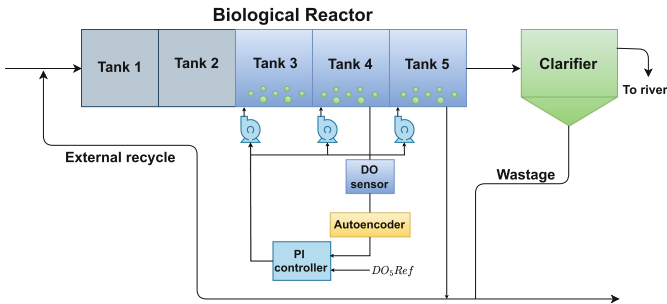 Biological Reactor
Tank 1
Tank 2
Tank 3
Tank 4
Tank 5
Clarifier
To river
External recycle
DO
sensor
Wastage
Autoencoder
PI
controller
DO₅Ref